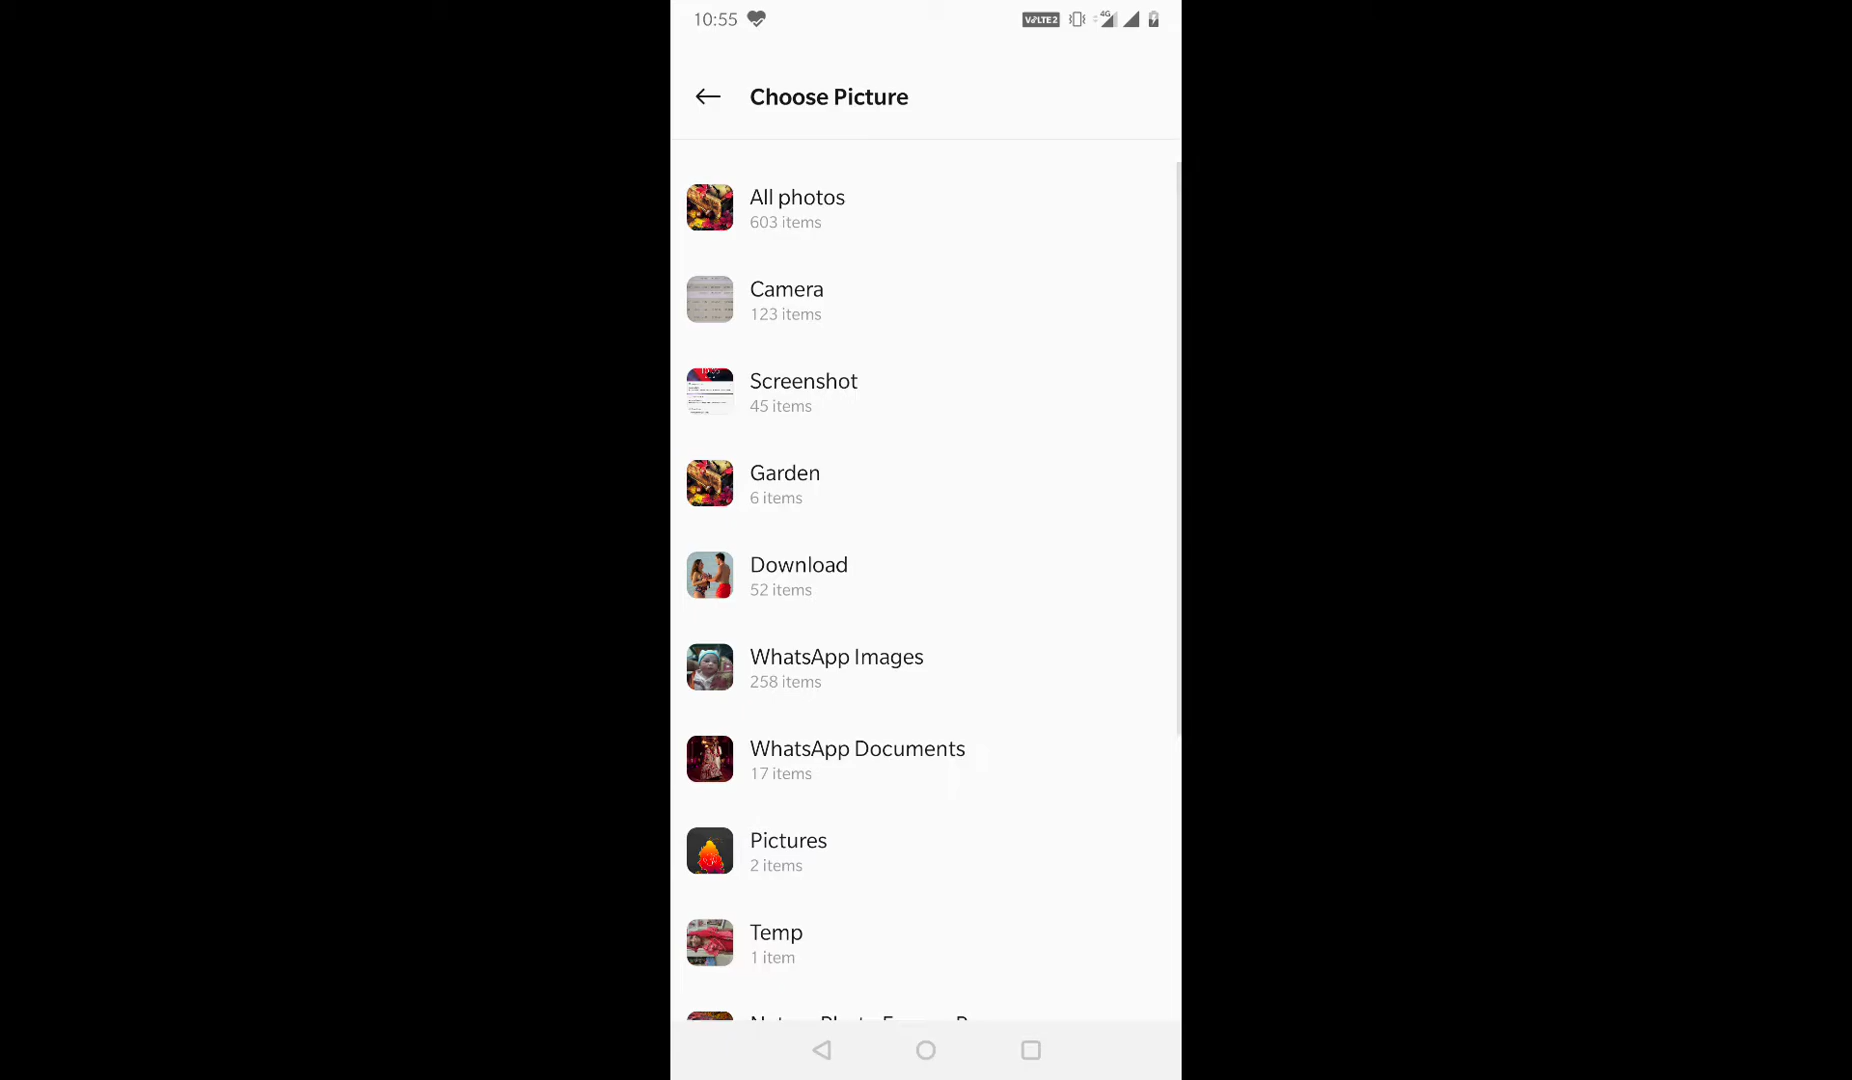 10:55 VoLTE2 4G
Choose Picture
All photos
603 items
Camera
123 items
Screenshot
45 items
Garden
6 items
Download
52 items
WhatsApp Images
258 items
WhatsApp Documents
17 items
Pictures
2 items
Temp
1 item